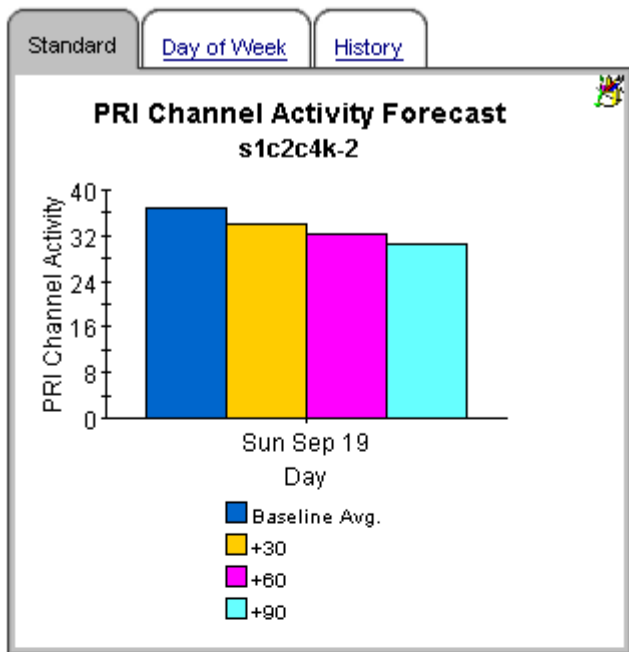 Standard
Day of Week
History
PRI Channel Activity Forecast
s1c2c4k-2
PRI Channel Activity
40
32
24
16
8
0
Sun Sep 19
Day
Baseline Avg.
+30
+60
+90